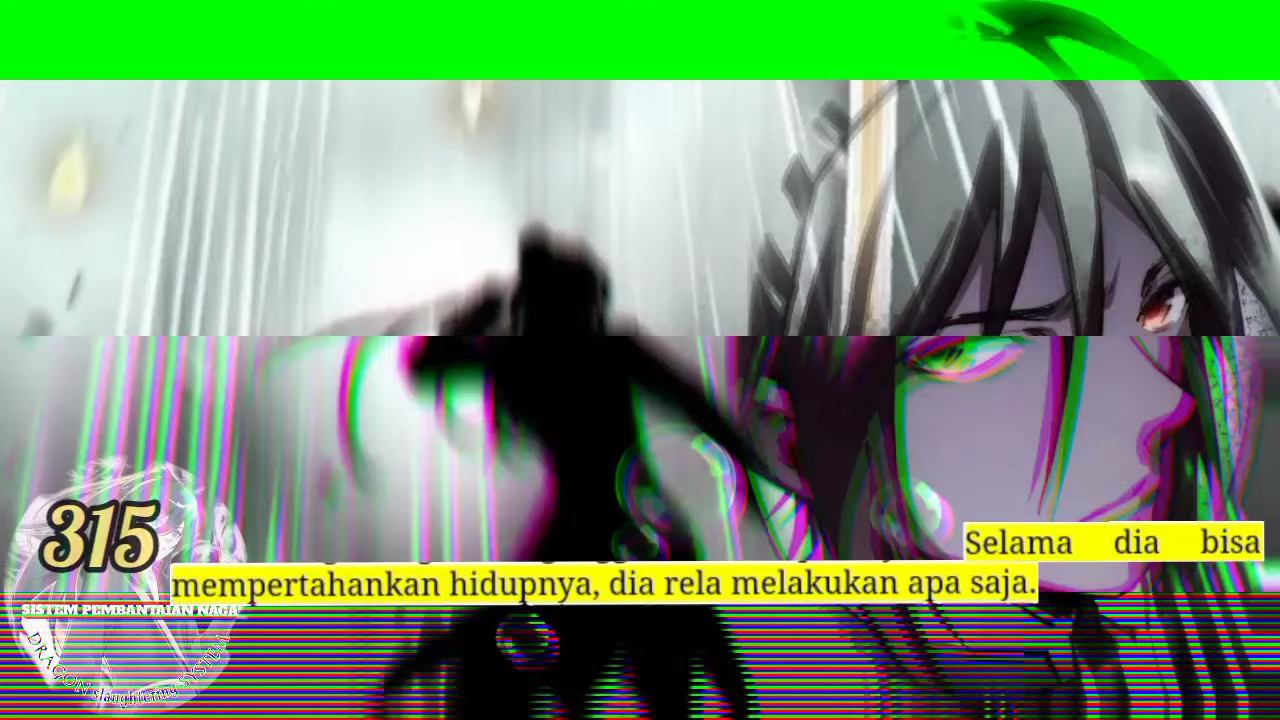 315
SISTEM PEMBANTAIAN NAGA
DRAGON slaughtering SYSTEM
Selama dia bisa
mempertahankan hidupnya, dia rela melakukan apa saja.